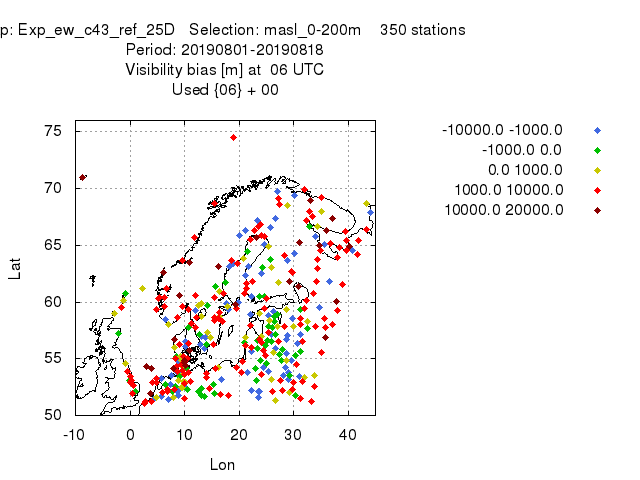 p: Exp_ew_c43_ref_25D Selection: masl_0-200m 350 stations
Period: 20190801-20190818
Visibility bias [m] at 06 UTC
Used {06} + 00
-10000.0 -1000.0
-1000.0 0.0
0.0 1000.0
1000.0 10000.0
10000.0 20000.0
75
70
65
60
55
50
Lat
-10 0 10 20 30 40
Lon